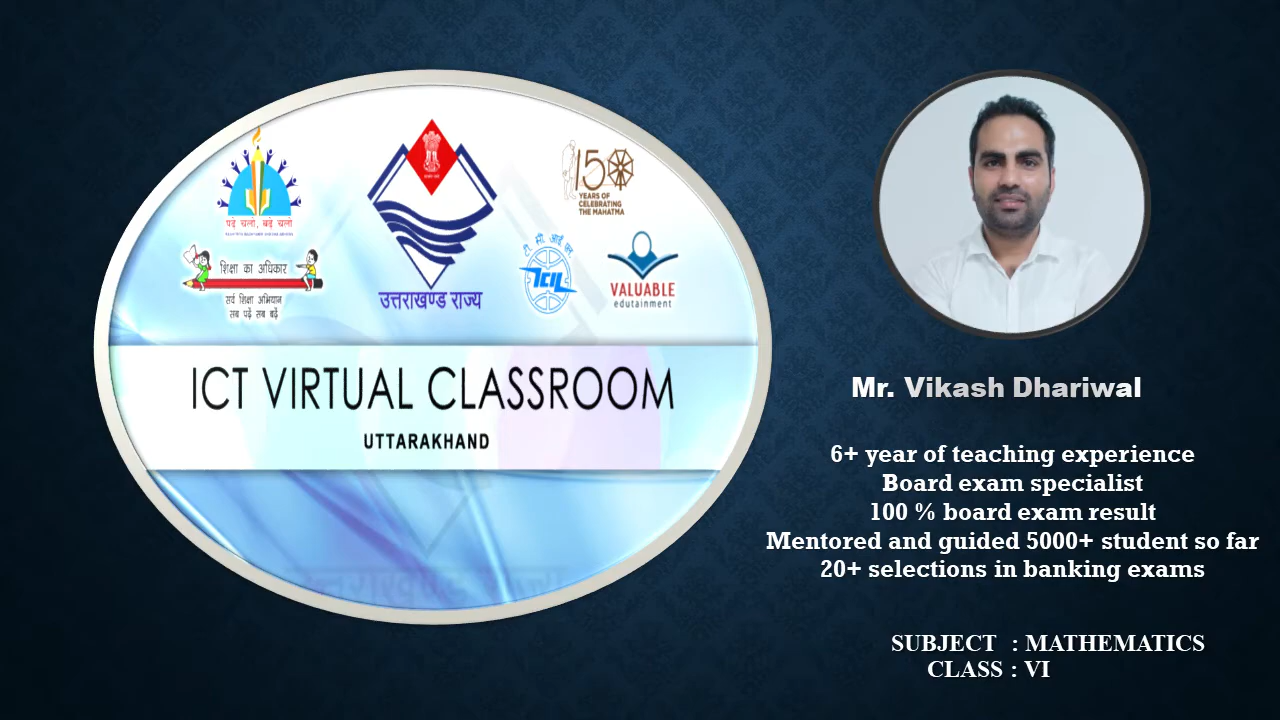 पढ़े चलो, बढ़े चलो
शिक्षा का अधिकार
सर्व शिक्षा अभियान
सब पढ़ें सब बढ़ें
उत्तराखण्ड राज्य
150
YEARS OF
CELEBRATING
THE MAHATMA
टी सी आई एल
TCIL
VALUABLE
edutainment
ICT VIRTUAL CLASSROOM
UTTARAKHAND
Mr. Vikash Dhariwal
6+ year of teaching experience
Board exam specialist
100 % board exam result
Mentored and guided 5000+ student so far
20+ selections in banking exams
SUBJECT : MATHEMATICS
CLASS : VI